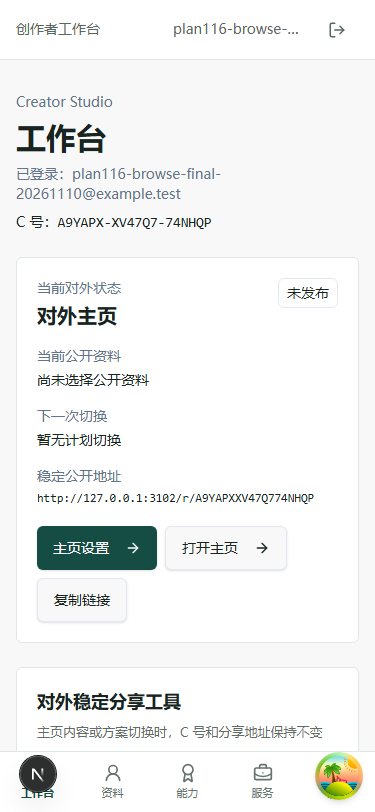 创作者工作台
plan116-browse-...
Creator Studio
工作台
已登录：plan116-browse-final-
20261110@example.test
C 号：A9YAPX-XV47Q7-74NHQP
当前对外状态
未发布
对外主页
当前公开资料
尚未选择公开资料
下一次切换
暂无计划切换
稳定公开地址
http://127.0.0.1:3102/r/A9YAPXXV47Q774NHQP
主页设置 →
打开主页 →
复制链接
对外稳定分享工具
主页内容或方案切换时，C 号和分享地址保持不变
N
工作台
资料
能力
服务